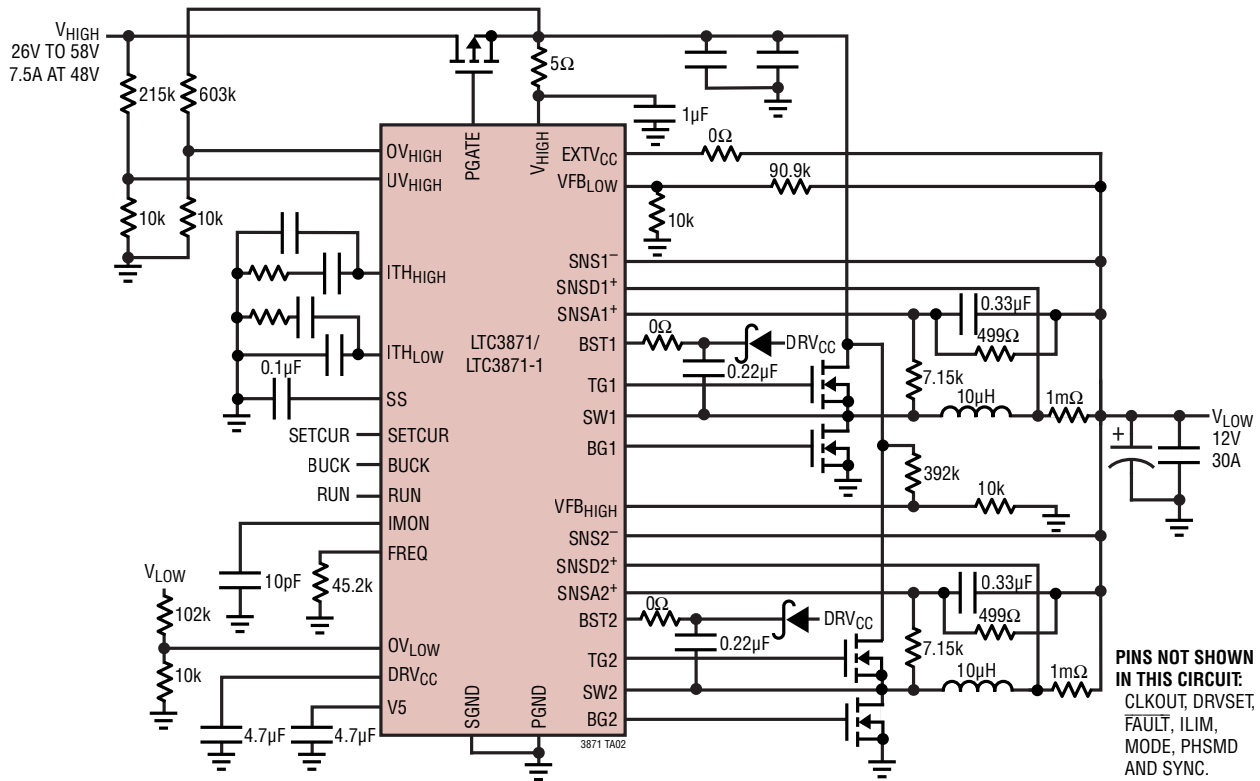 VHIGH
26V TO 58V
7.5A AT 48V
215k
603k
10k
10k
5Ω
1µF
PGATE
VHIGH
OVHIGH
UVHIGH
ITHHIGH
ITHLOW
0.1µF
SS
SETCUR
SETCUR
BUCK
BUCK
RUN
RUN
IMON
FREQ
10pF
45.2k
VLOW
102k
10k
OVLOW
DRVCC
V5
4.7µF
4.7µF
SGND
PGND
LTC3871/
LTC3871-1
EXTVCC
0Ω
VFBLOW
90.9k
10k
SNS1–
SNSD1+
SNSA1+
0.33µF
499Ω
BST1
0Ω
DRVCC
0.22µF
TG1
7.15k
10µH
1mΩ
SW1
BG1
VLOW
12V
30A
+
392k
VFBHIGH
10k
SNS2–
SNSD2+
SNSA2+
0.33µF
499Ω
BST2
0Ω
DRVCC
0.22µF
TG2
7.15k
10µH
1mΩ
SW2
BG2
3871 TA02
PINS NOT SHOWN
IN THIS CIRCUIT:
CLKOUT, DRVSET,
FAULT, ILIM,
MODE, PHSMD
AND SYNC.